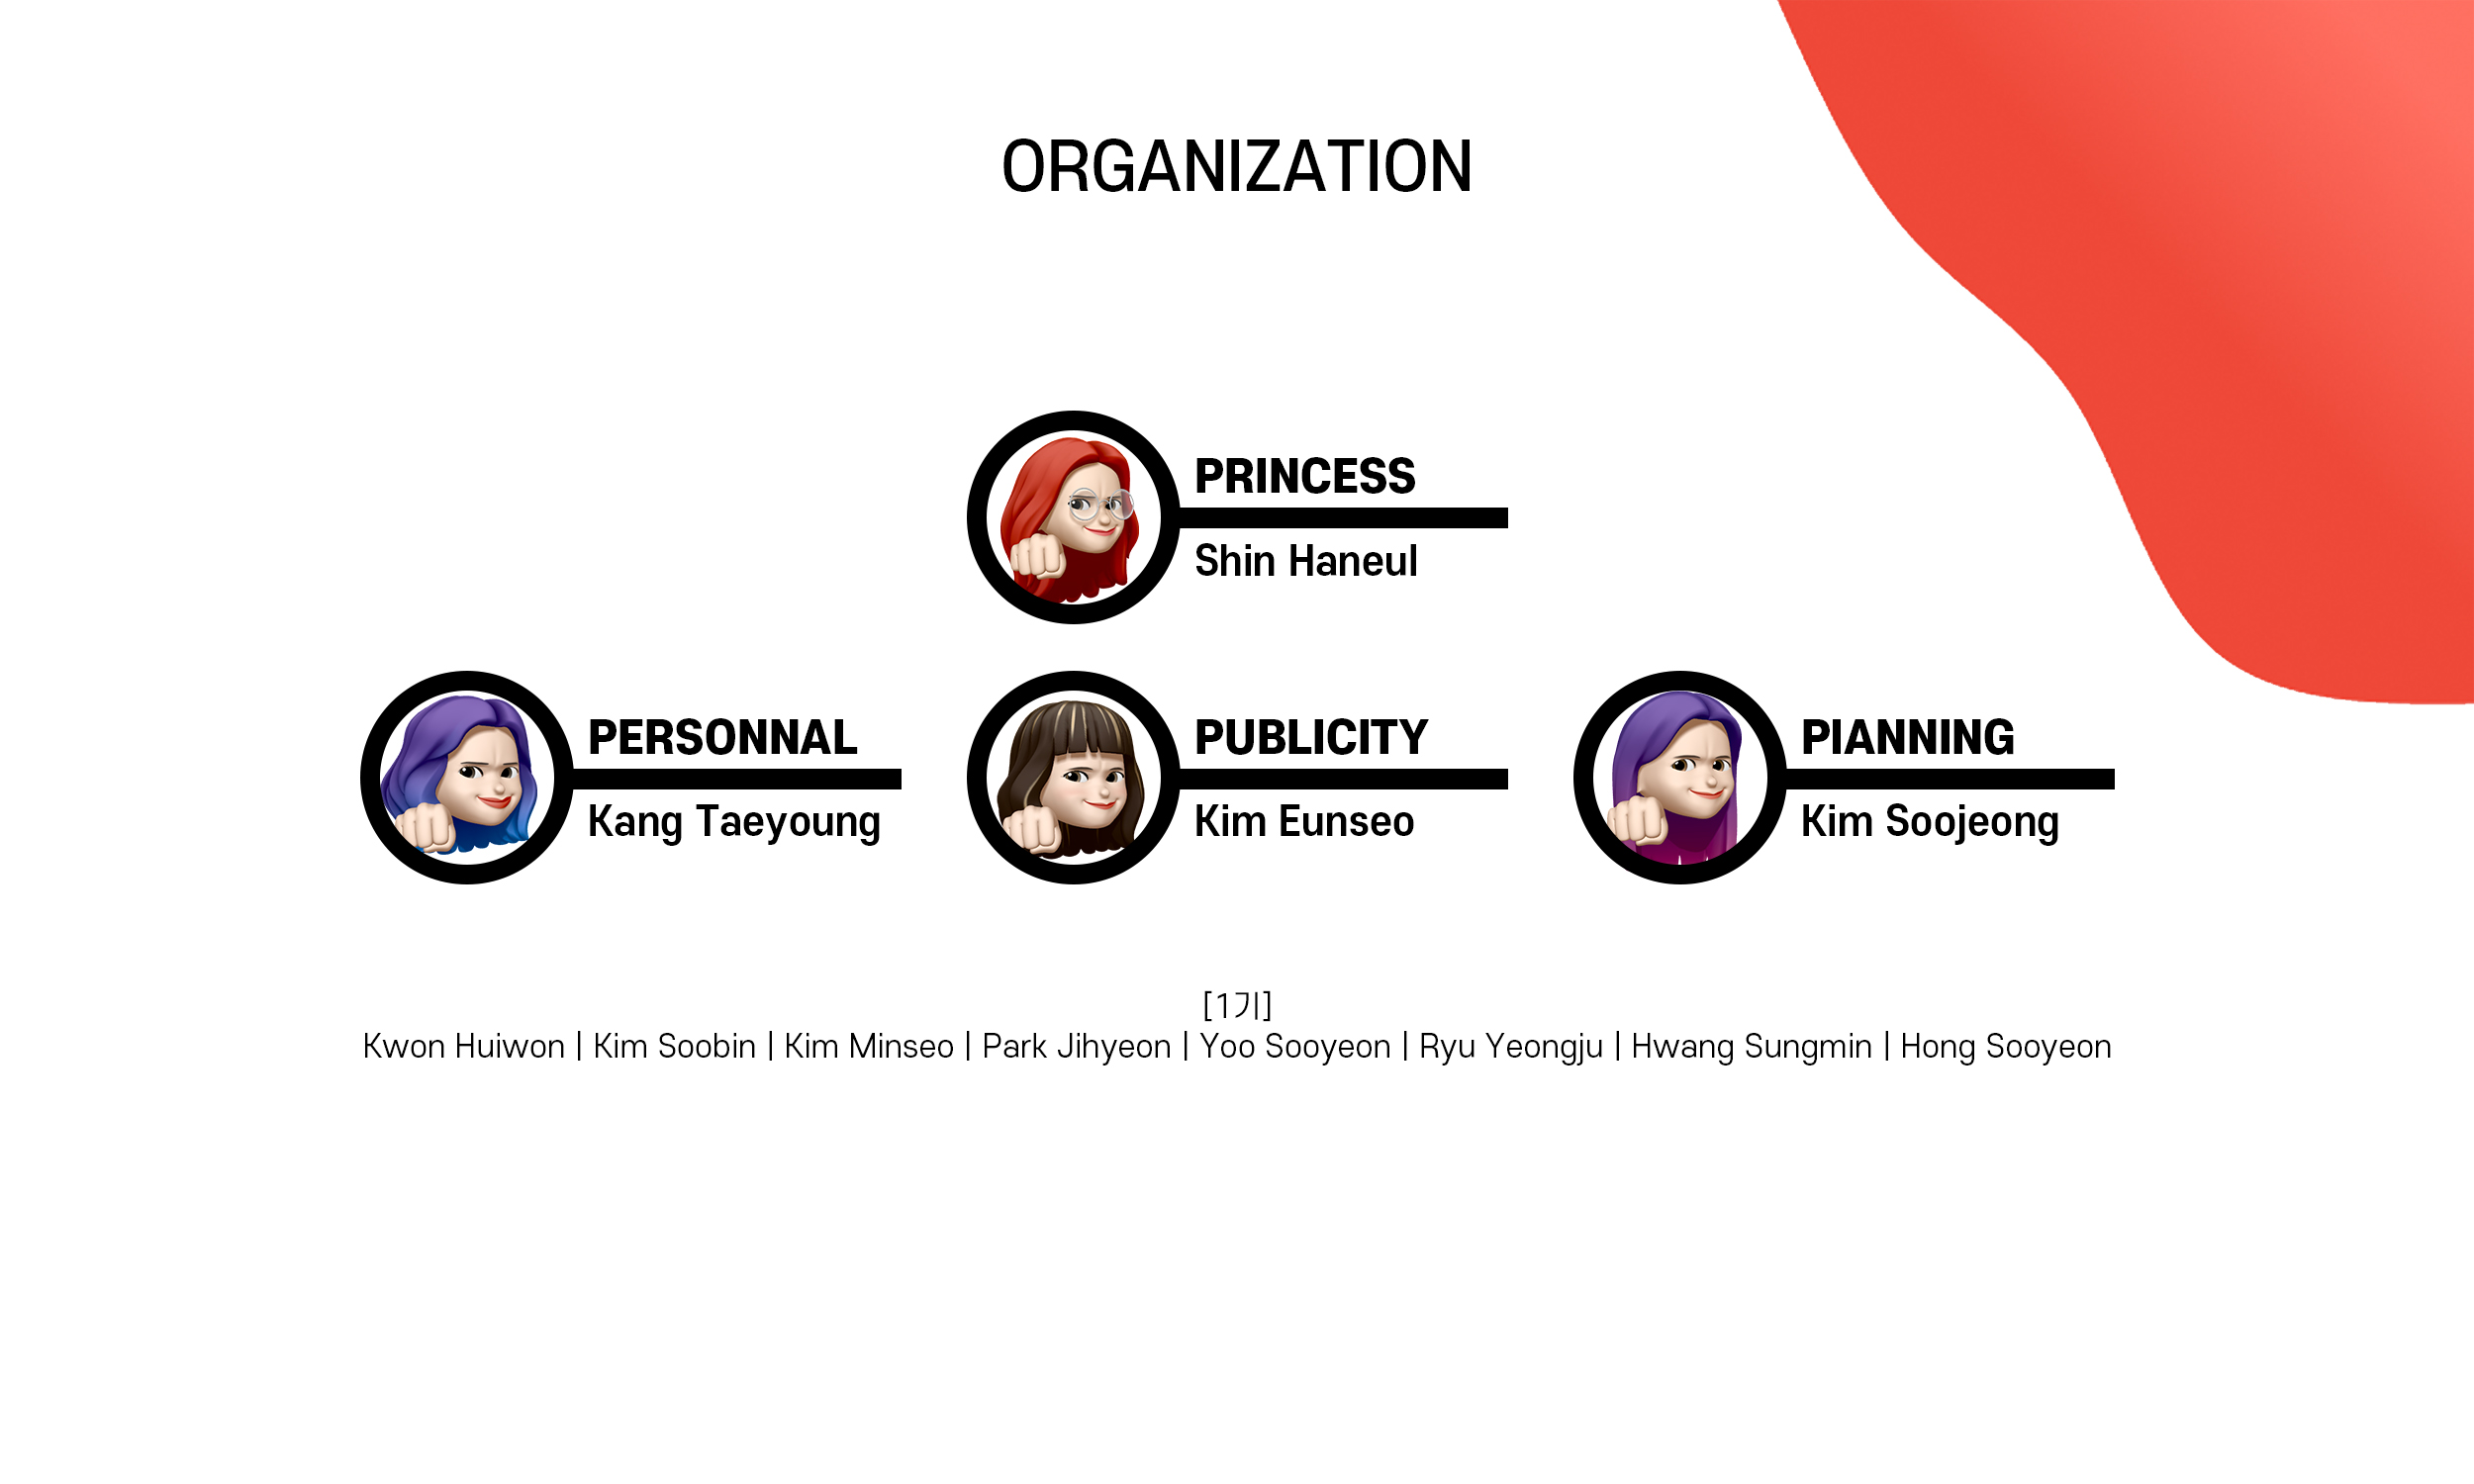 ORGANIZATION
PRINCESS
Shin Haneul
PERSONNAL
Kang Taeyoung
PUBLICITY
Kim Eunseo
PIANNING
Kim Soojeong
[1기]
Kwon Huiwon | Kim Soobin | Kim Minseo | Park Jihyeon | Yoo Sooyeon | Ryu Yeongju | Hwang Sungmin | Hong Sooyeon